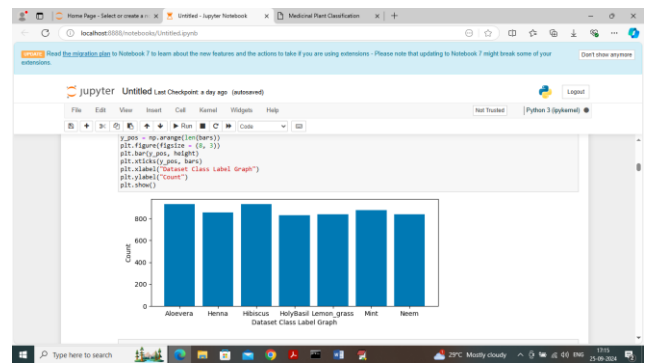 Home Page - Select or create a n
Untitled - Jupyter Notebook
Medicinal Plant Classification
localhost:8888/notebooks/Untitled.ipynb
UPDATE Read the migration plan to Notebook 7 to learn about the new features and the actions to take if you are using extensions - Please note that updating to Notebook 7 might break some of your extensions.
Don't show anymore
jupyter Untitled Last Checkpoint: a day ago (autosaved)
Logout
File Edit View Insert Cell Kernel Widgets Help
Not Trusted
Python 3 (ipykernel)
Run
Code
y_pos = np.arange(len(bars))
plt.figure(figsize = (8, 3))
plt.bar(y_pos, height)
plt.xticks(y_pos, bars)
plt.xlabel("Dataset Class Label Graph")
plt.ylabel("Count")
plt.show()
800
600
400
200
0
Count
Aloevera Henna Hibiscus HolyBasil Lemon_grass Mint Neem
Dataset Class Label Graph
Type here to search
29°C Mostly cloudy
ENG
17:15
25-09-2024